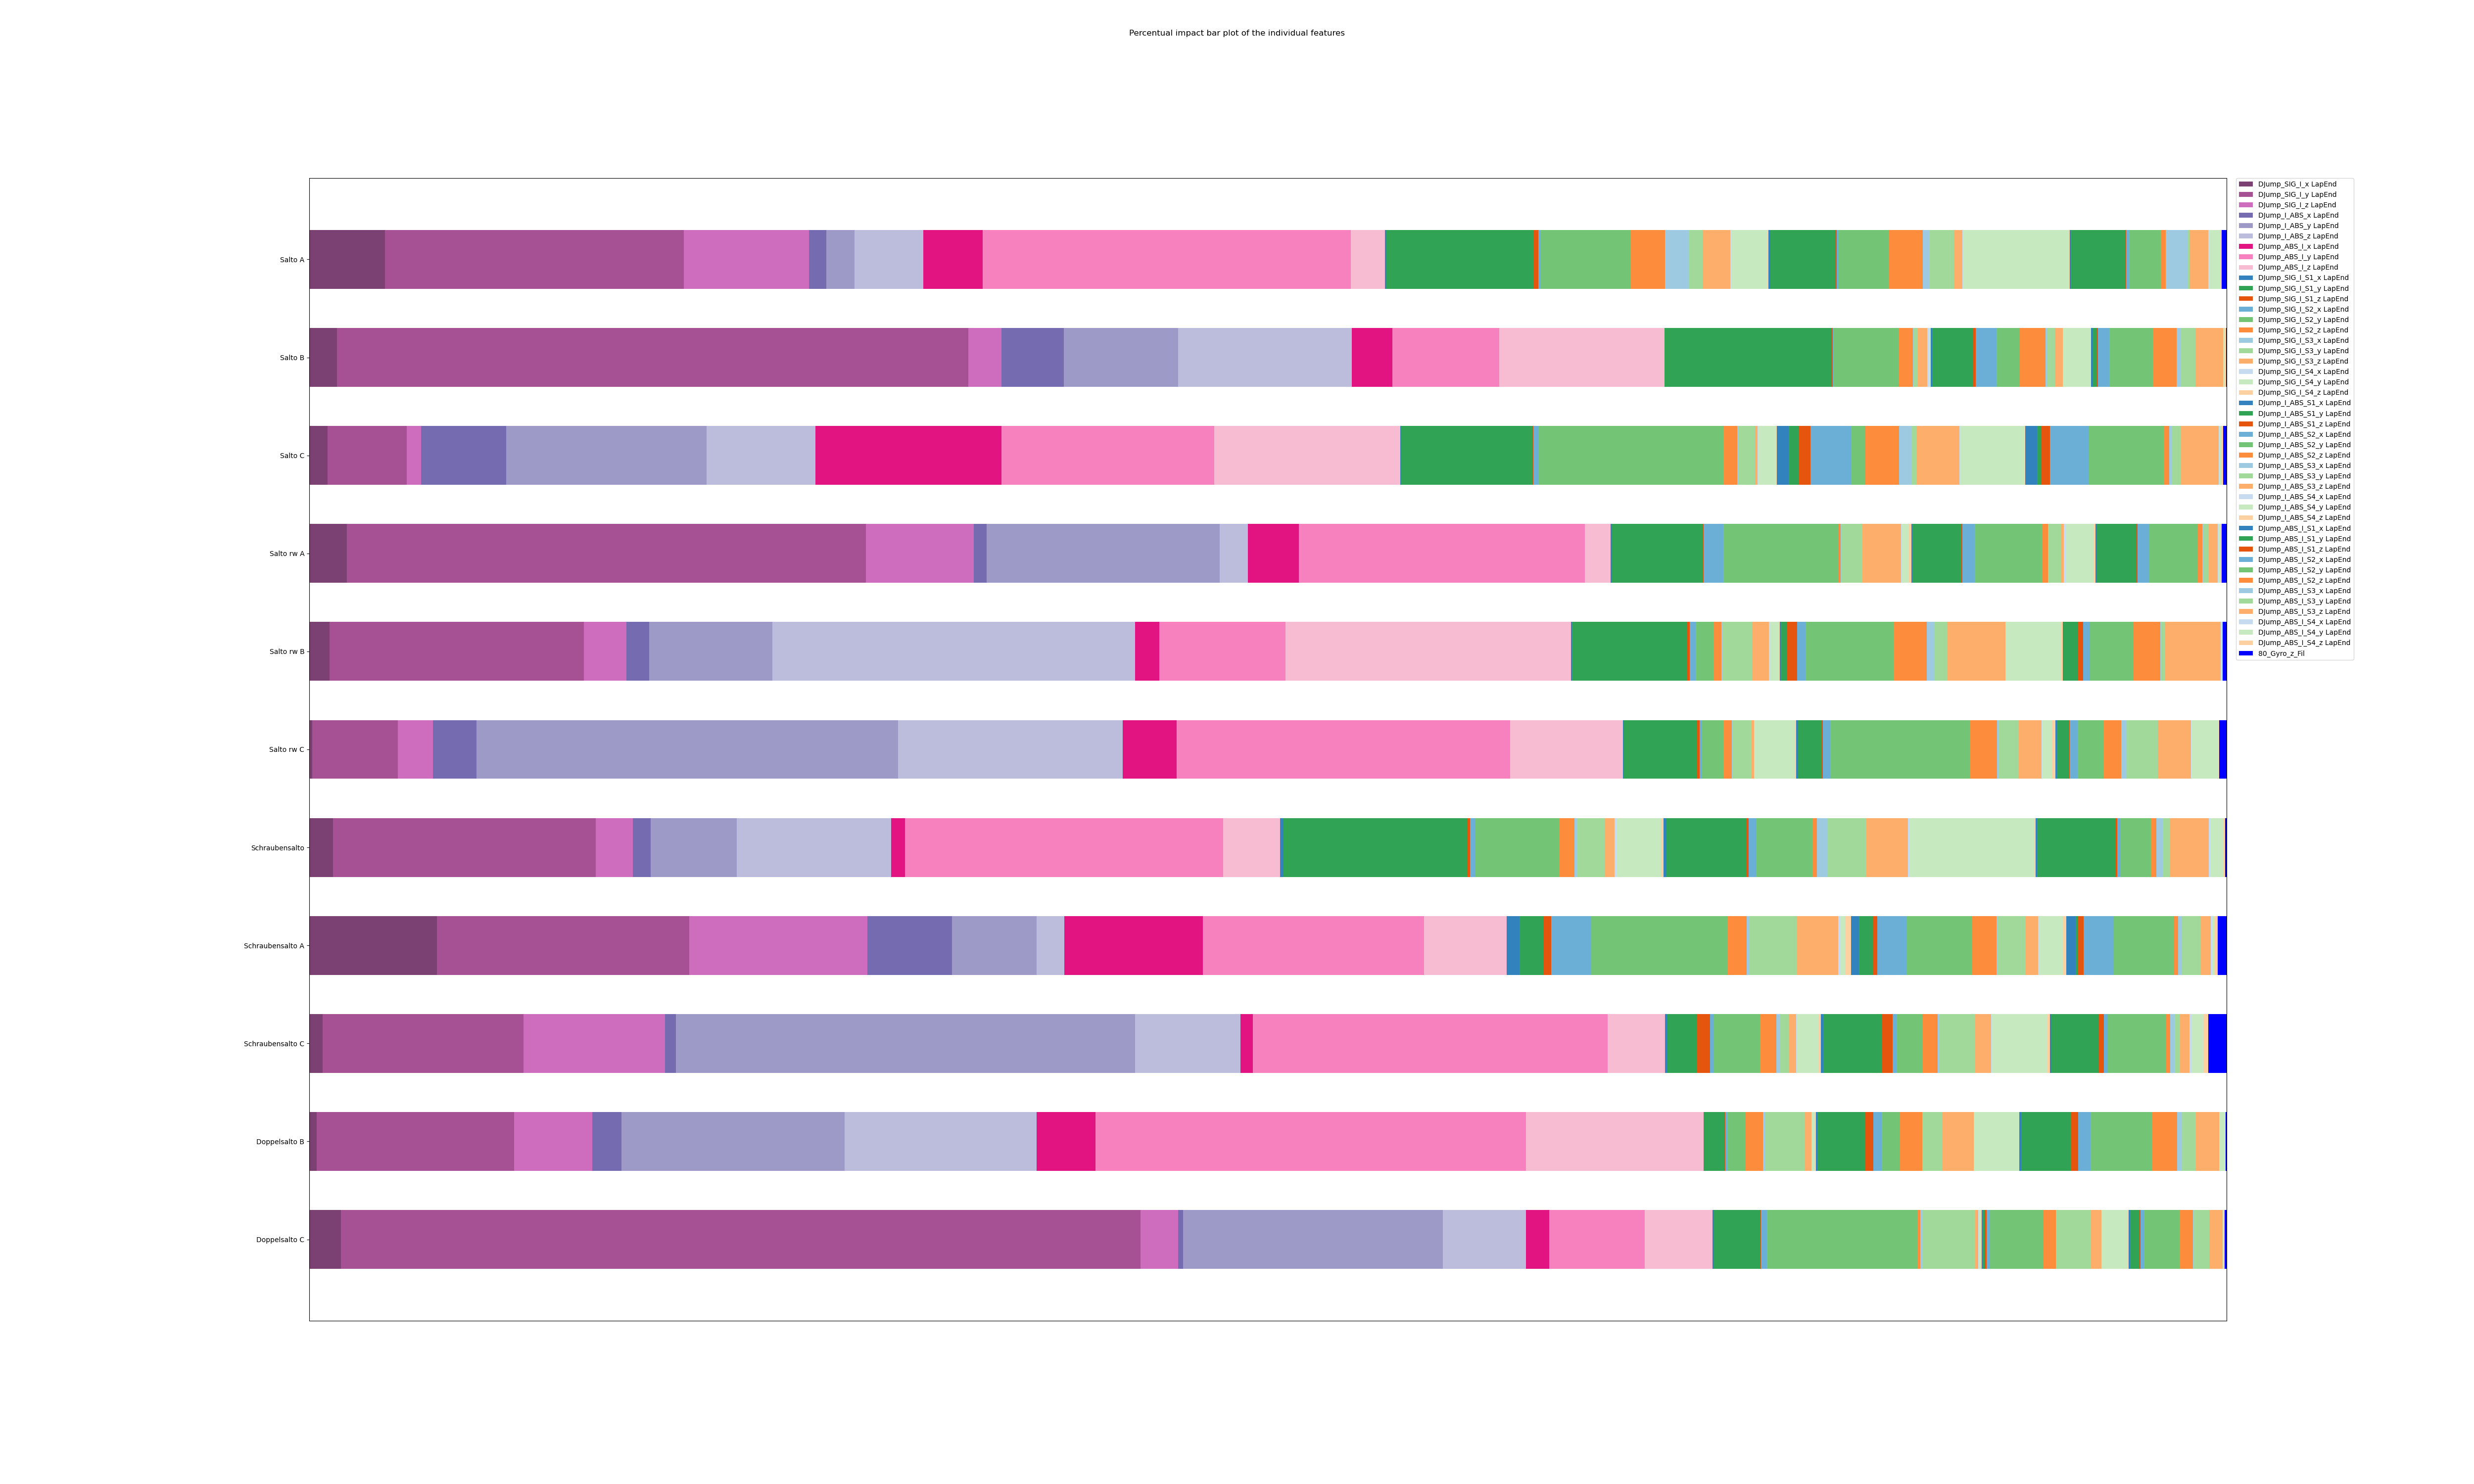 Percentual impact bar plot of the individual features
Salto A
Salto B
Salto C
Salto rw A
Salto rw B
Salto rw C
Schraubensalto
Schraubensalto A
Schraubensalto C
Doppelsalto B
Doppelsalto C
DJump_SIG_I_x LapEnd
DJump_SIG_I_y LapEnd
DJump_SIG_I_z LapEnd
DJump_I_ABS_x LapEnd
DJump_I_ABS_y LapEnd
DJump_I_ABS_z LapEnd
DJump_ABS_I_x LapEnd
DJump_ABS_I_y LapEnd
DJump_ABS_I_z LapEnd
DJump_SIG_I_S1_x LapEnd
DJump_SIG_I_S1_y LapEnd
DJump_SIG_I_S1_z LapEnd
DJump_SIG_I_S2_x LapEnd
DJump_SIG_I_S2_y LapEnd
DJump_SIG_I_S2_z LapEnd
DJump_SIG_I_S3_x LapEnd
DJump_SIG_I_S3_y LapEnd
DJump_SIG_I_S3_z LapEnd
DJump_SIG_I_S4_x LapEnd
DJump_SIG_I_S4_y LapEnd
DJump_SIG_I_S4_z LapEnd
DJump_I_ABS_S1_x LapEnd
DJump_I_ABS_S1_y LapEnd
DJump_I_ABS_S1_z LapEnd
DJump_I_ABS_S2_x LapEnd
DJump_I_ABS_S2_y LapEnd
DJump_I_ABS_S2_z LapEnd
DJump_I_ABS_S3_x LapEnd
DJump_I_ABS_S3_y LapEnd
DJump_I_ABS_S3_z LapEnd
DJump_I_ABS_S4_x LapEnd
DJump_I_ABS_S4_y LapEnd
DJump_I_ABS_S4_z LapEnd
DJump_ABS_I_S1_x LapEnd
DJump_ABS_I_S1_y LapEnd
DJump_ABS_I_S1_z LapEnd
DJump_ABS_I_S2_x LapEnd
DJump_ABS_I_S2_y LapEnd
DJump_ABS_I_S2_z LapEnd
DJump_ABS_I_S3_x LapEnd
DJump_ABS_I_S3_y LapEnd
DJump_ABS_I_S3_z LapEnd
DJump_ABS_I_S4_x LapEnd
DJump_ABS_I_S4_y LapEnd
DJump_ABS_I_S4_z LapEnd
80_Gyro_z_Fil